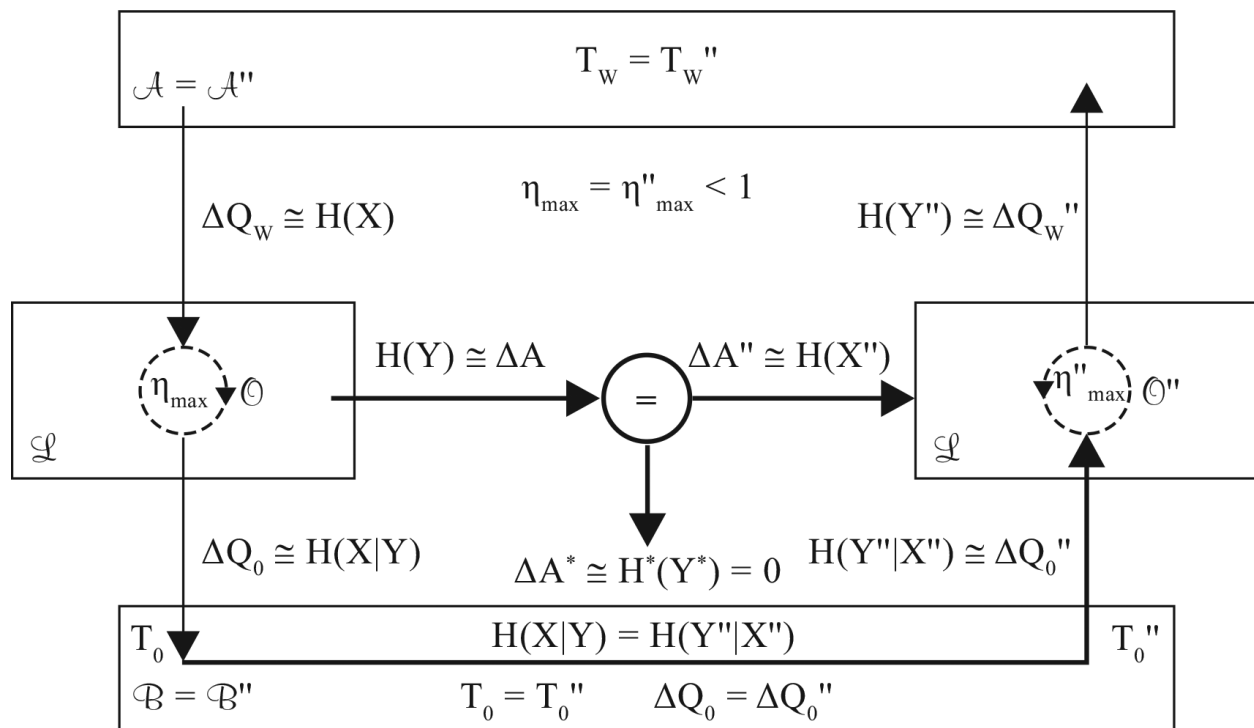 T_W = T_W"
𝒜 = 𝒜"
η_max = η"_max < 1
ΔQ_W ≅ H(X)
H(Y") ≅ ΔQ_W"
H(Y) ≅ ΔA
ΔA" ≅ H(X")
η_max 𝒪
=
η"_max 𝒪"
ℒ
ℒ
ΔQ_0 ≅ H(X|Y)
H(Y"|X") ≅ ΔQ_0"
ΔA* ≅ H*(Y*) = 0
T_0
H(X|Y) = H(Y"|X")
T_0"
ℬ = ℬ"
T_0 = T_0"
ΔQ_0 = ΔQ_0"